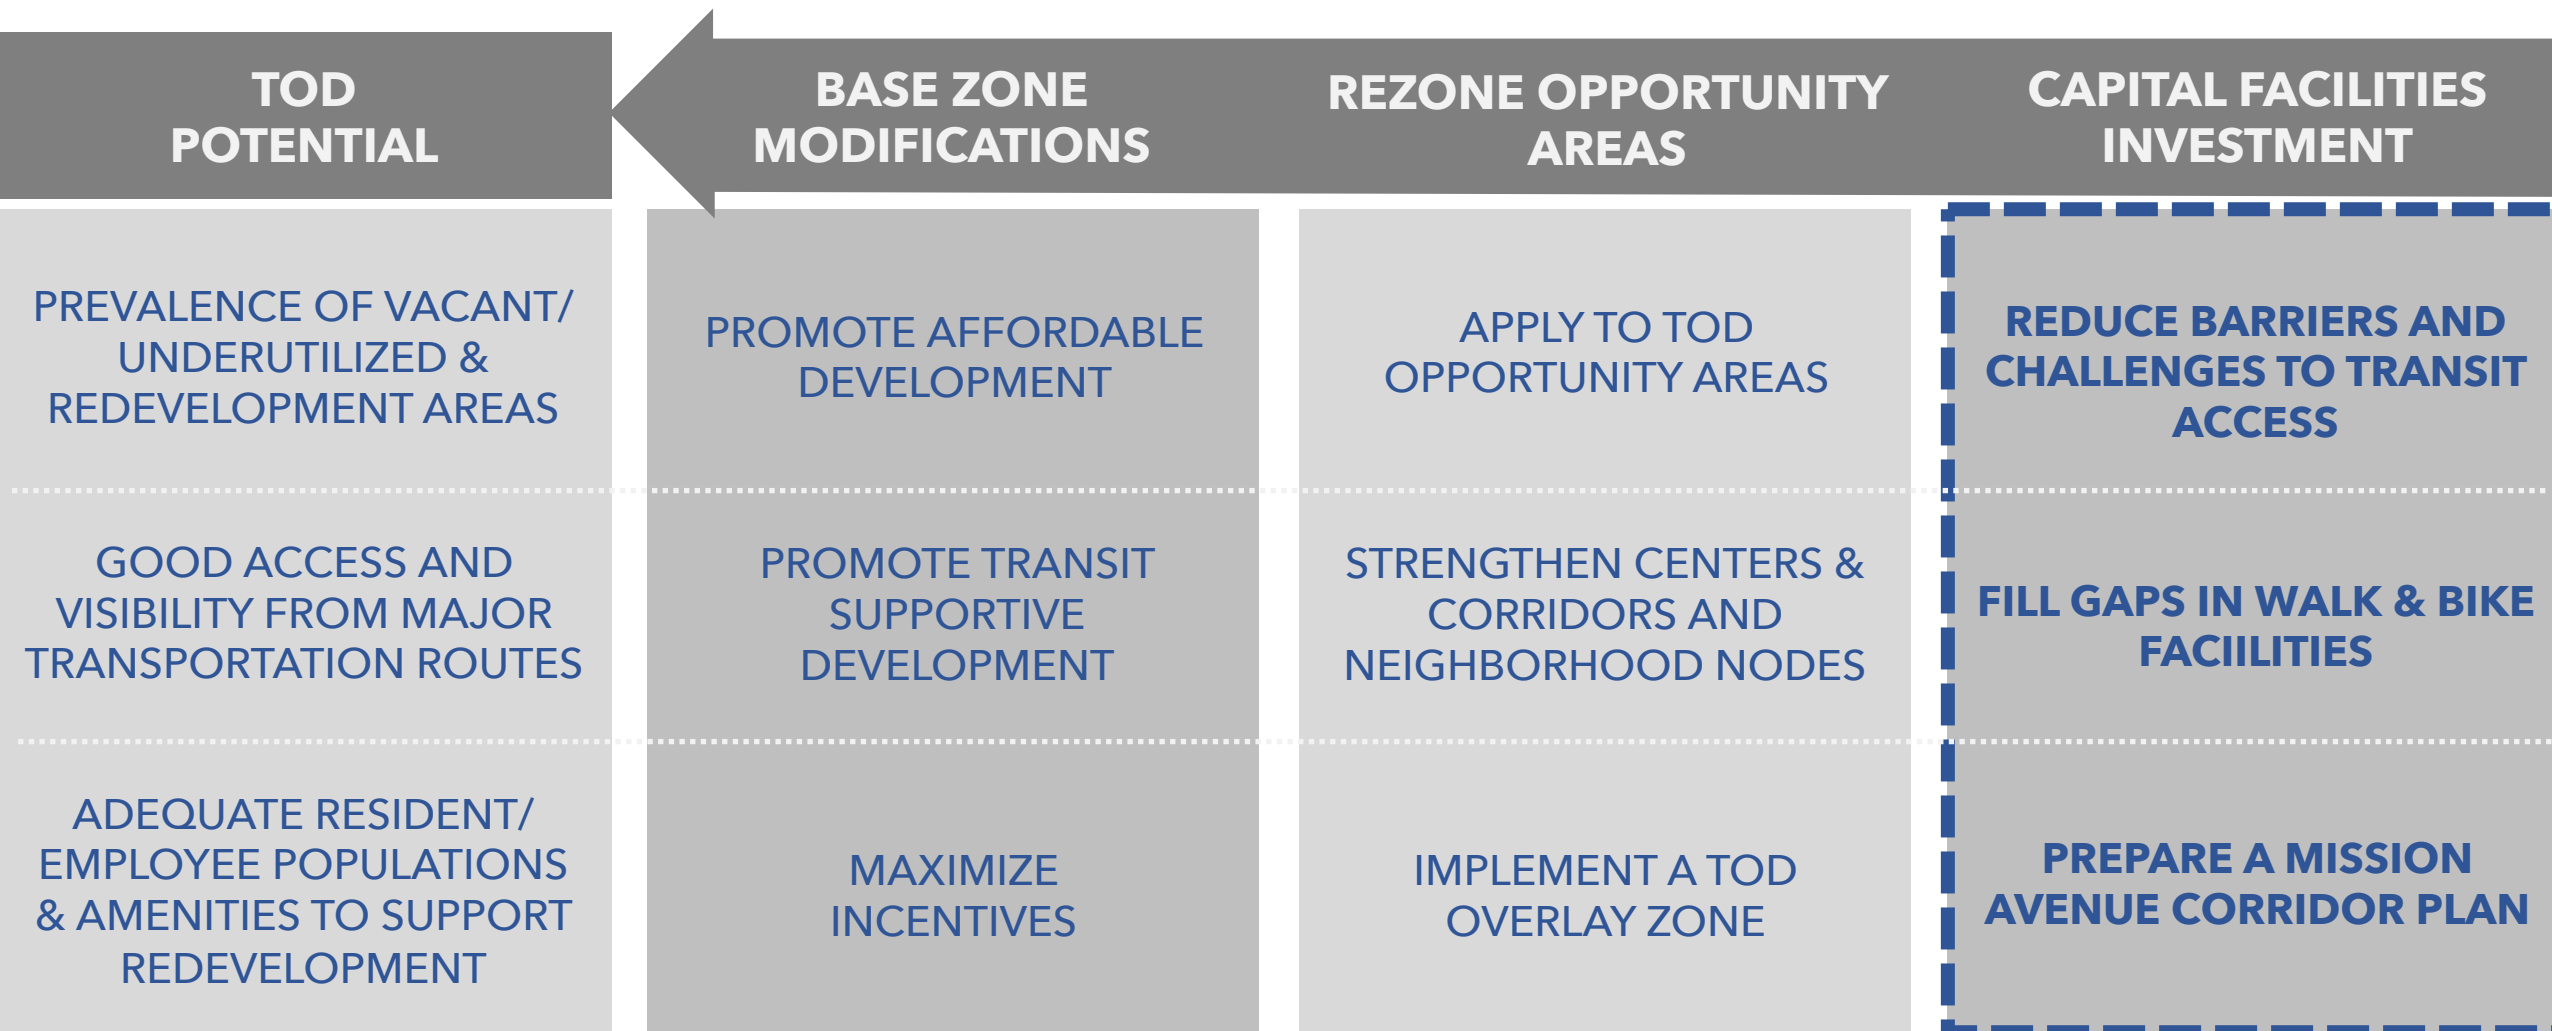 TOD
POTENTIAL
BASE ZONE
MODIFICATIONS
REZONE OPPORTUNITY
AREAS
CAPITAL FACILITIES
INVESTMENT
PREVALENCE OF VACANT/
UNDERUTILIZED &
REDEVELOPMENT AREAS
PROMOTE AFFORDABLE
DEVELOPMENT
APPLY TO TOD
OPPORTUNITY AREAS
REDUCE BARRIERS AND
CHALLENGES TO TRANSIT
ACCESS
GOOD ACCESS AND
VISIBILITY FROM MAJOR
TRANSPORTATION ROUTES
PROMOTE TRANSIT
SUPPORTIVE
DEVELOPMENT
STRENGTHEN CENTERS &
CORRIDORS AND
NEIGHBORHOOD NODES
FILL GAPS IN WALK & BIKE
FACIILITIES
ADEQUATE RESIDENT/
EMPLOYEE POPULATIONS
& AMENITIES TO SUPPORT
REDEVELOPMENT
MAXIMIZE
INCENTIVES
IMPLEMENT A TOD
OVERLAY ZONE
PREPARE A MISSION
AVENUE CORRIDOR PLAN